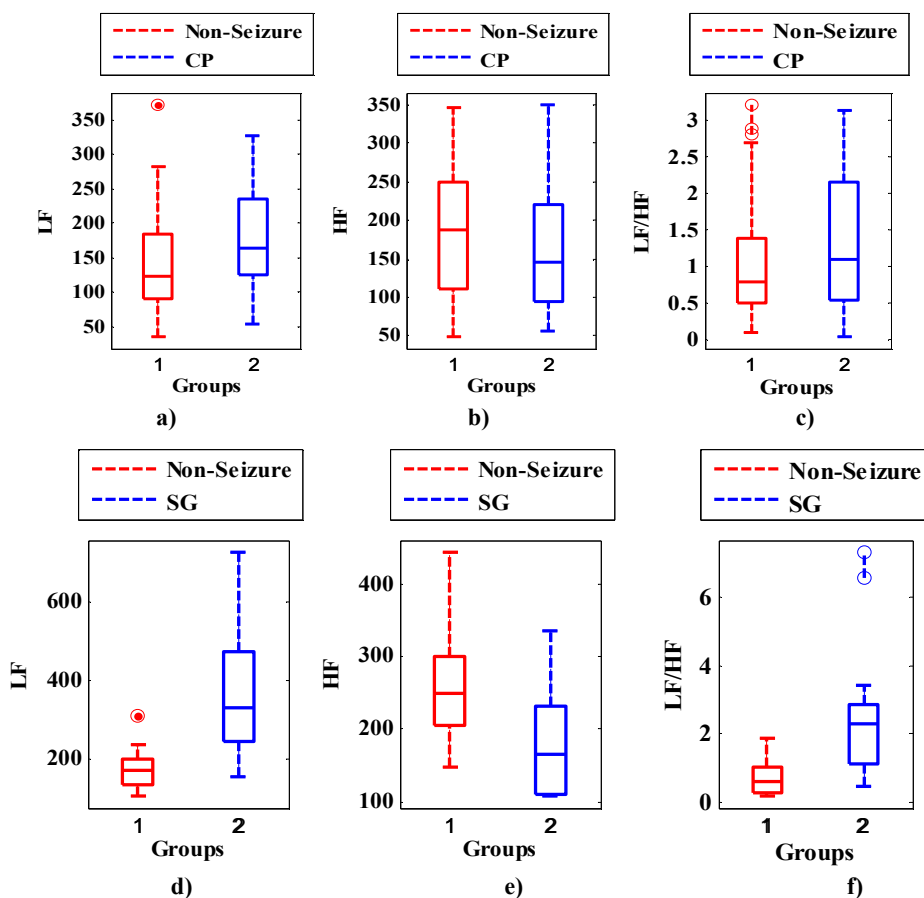 Non-Seizure
CP
Non-Seizure
CP
Non-Seizure
CP
LF
350
300
250
200
150
100
50
1 2
Groups
a)
HF
350
300
250
200
150
100
50
1 2
Groups
b)
LF/HF
3
2.5
2
1.5
1
0.5
0
1 2
Groups
c)
Non-Seizure
SG
Non-Seizure
SG
Non-Seizure
SG
LF
600
400
200
1 2
Groups
d)
HF
400
300
200
100
1 2
Groups
e)
LF/HF
6
4
2
0
1 2
Groups
f)